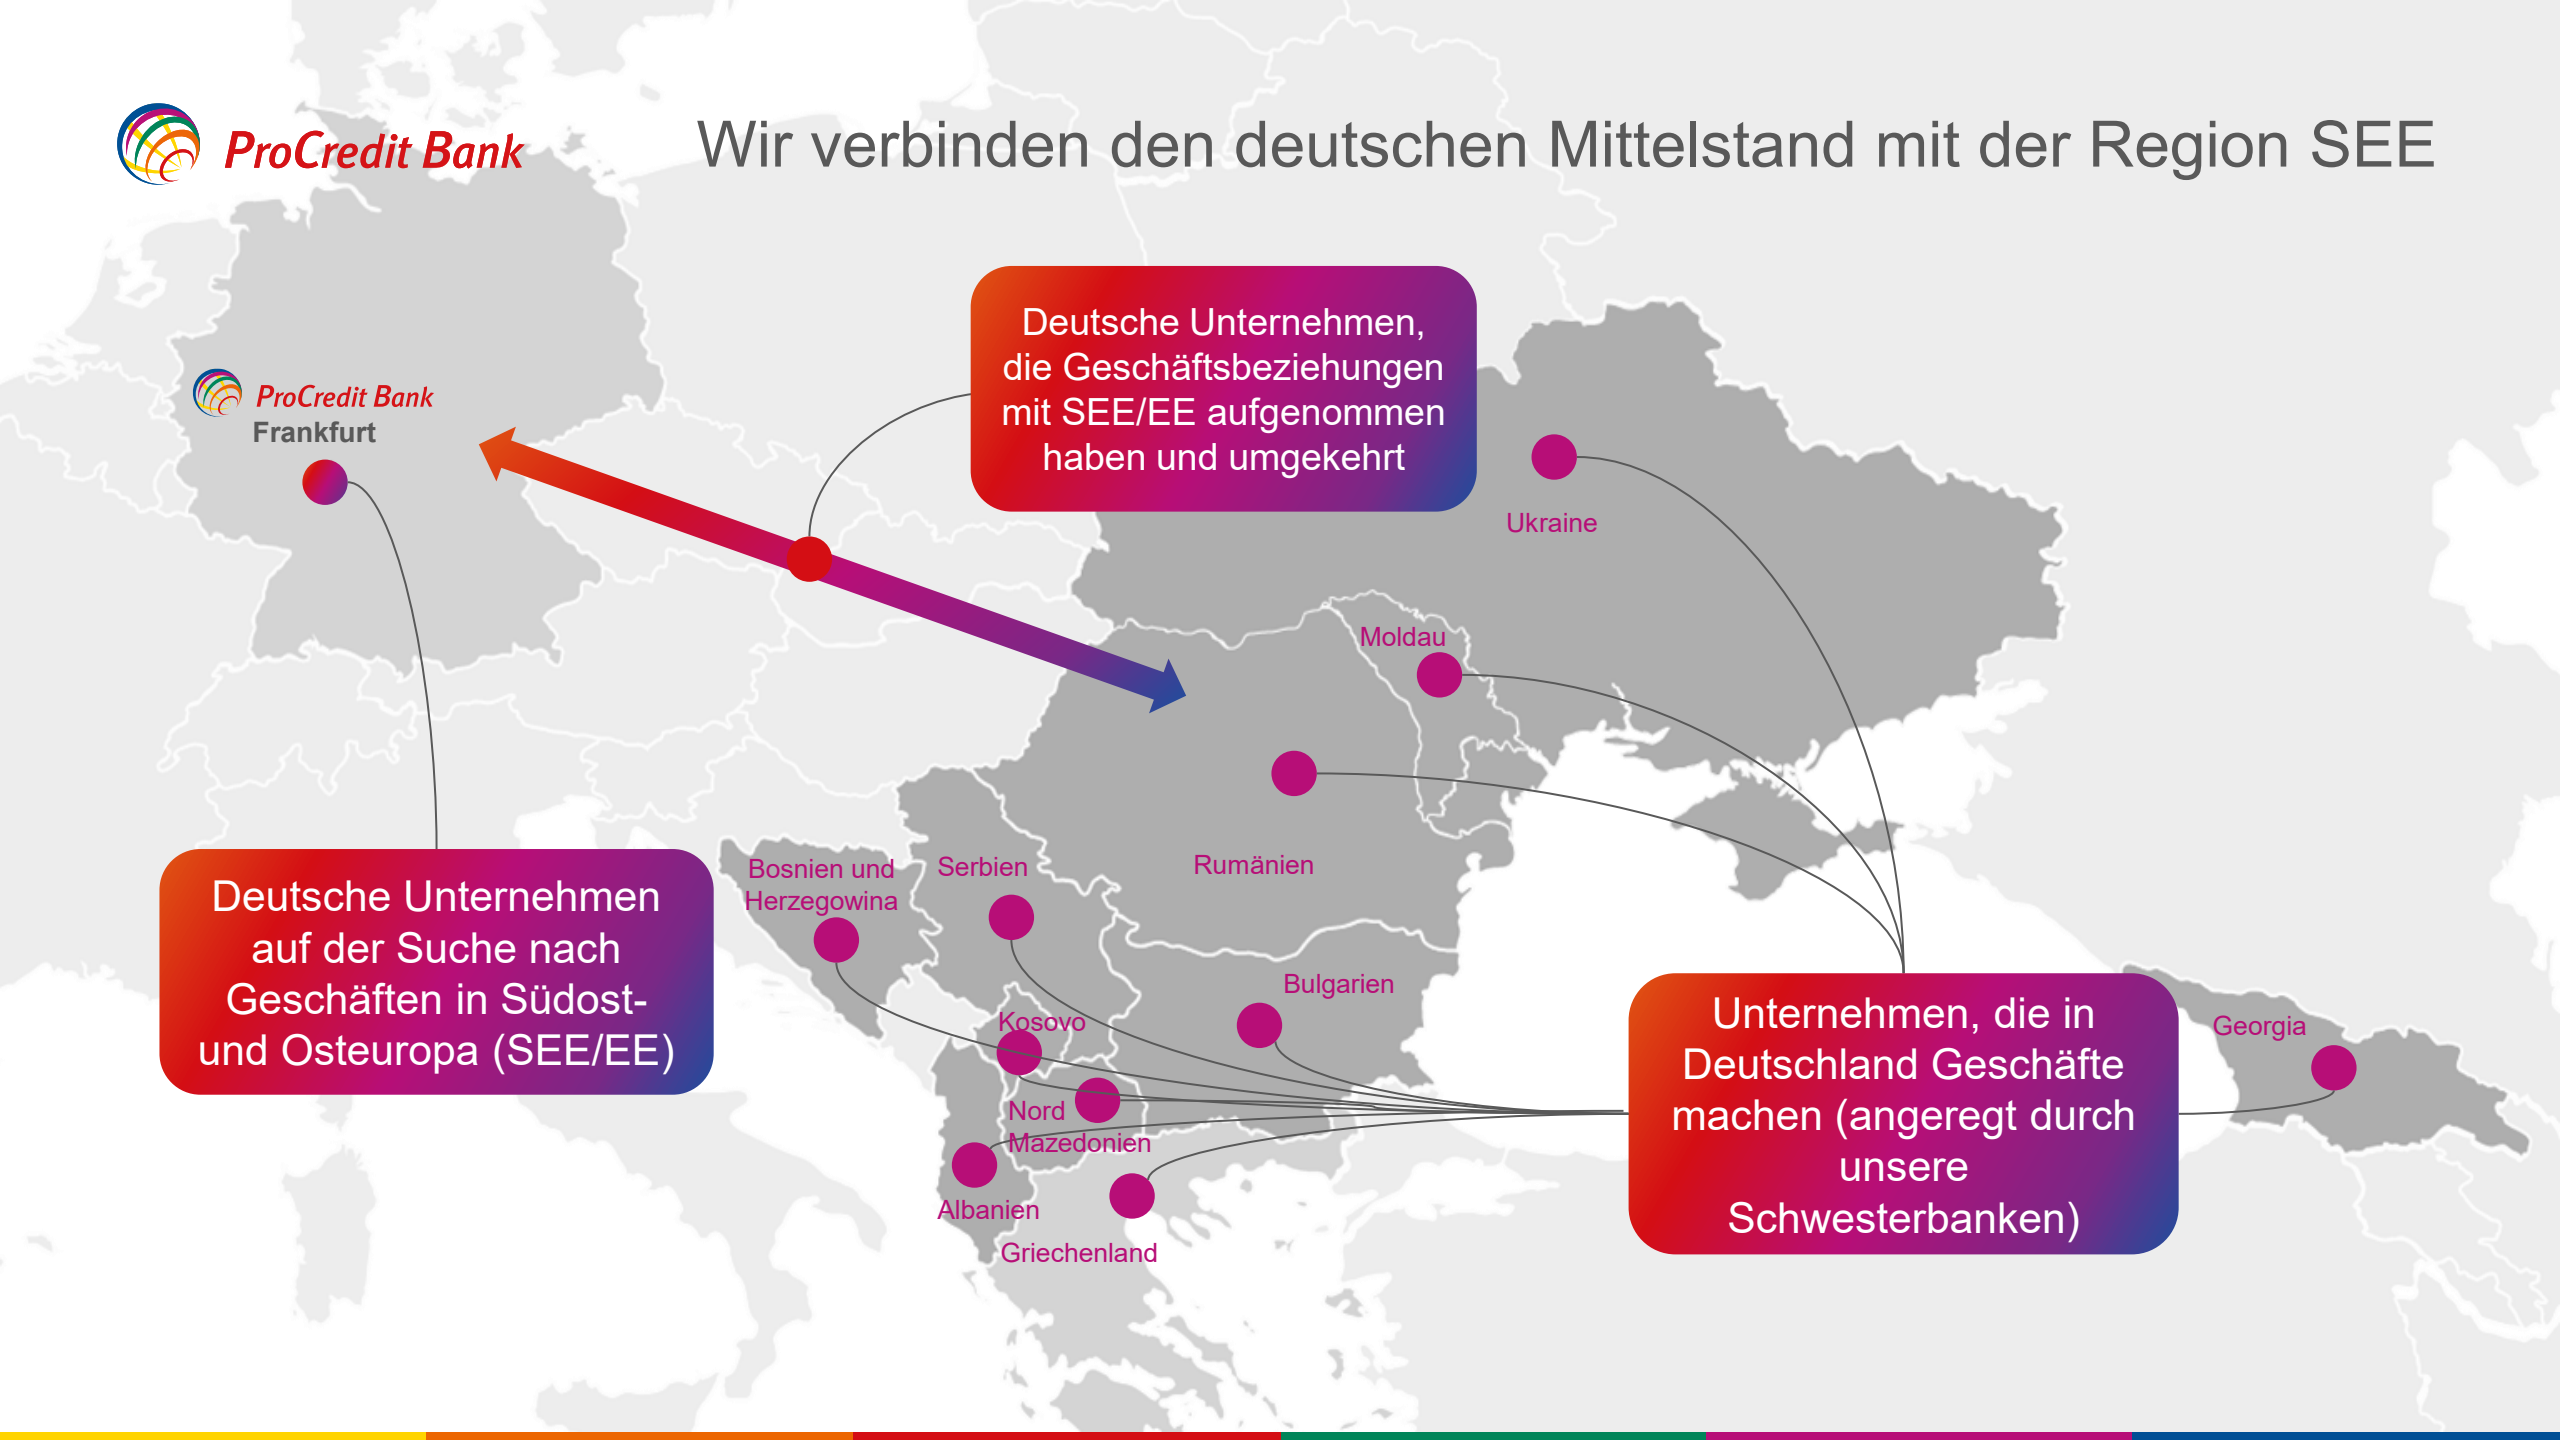 ProCredit Bank
Wir verbinden den deutschen Mittelstand mit der Region SEE
Deutsche Unternehmen,
die Geschäftsbeziehungen
mit SEE/EE aufgenommen
haben und umgekehrt
ProCredit Bank
Frankfurt
Ukraine
Moldau
Rumänien
Bosnien und
Herzegowina
Serbien
Deutsche Unternehmen
auf der Suche nach
Geschäften in Südost-
und Osteuropa (SEE/EE)
Bulgarien
Kosovo
Nord
Mazedonien
Albanien
Griechenland
Unternehmen, die in
Deutschland Geschäfte
machen (angeregt durch
unsere
Schwesterbanken)
Georgia